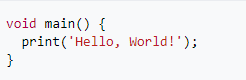 void main() {
  print('Hello, World!');
}